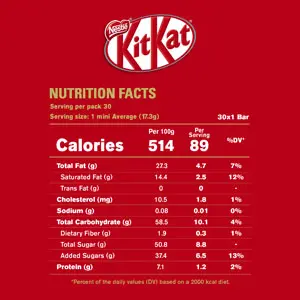 Nestlé
KitKat
NUTRITION FACTS
Serving per pack 30
Serving size: 1 mini Average (17.3g) 30x1 Bar
Per 100g Per Serving %DV*
Calories 514 89
Total Fat (g) 27.3 4.7 7%
Saturated Fat (g) 14.4 2.5 12%
Trans Fat (g) 0 0 -
Cholesterol (mg) 10.5 1.8 1%
Sodium (g) 0.08 0.01 0%
Total Carbohydrate (g) 58.5 10.1 4%
Dietary Fiber (g) 1.9 0.3 1%
Total Sugar (g) 50.8 8.8 -
Added Sugars (g) 37.4 6.5 13%
Protein (g) 7.1 1.2 2%
*Percent of the daily values (DV) based on a 2000 kcal diet.